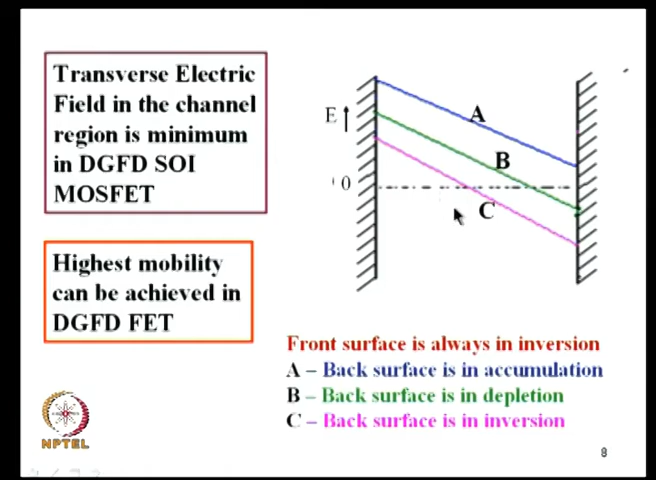 Transverse Electric
Field in the channel
region is minimum
in DGFD SOI
MOSFET
Highest mobility
can be achieved in
DGFD FET
E
0
A
B
C
Front surface is always in inversion
A – Back surface is in accumulation
B – Back surface is in depletion
C – Back surface is in inversion
NPTEL
8